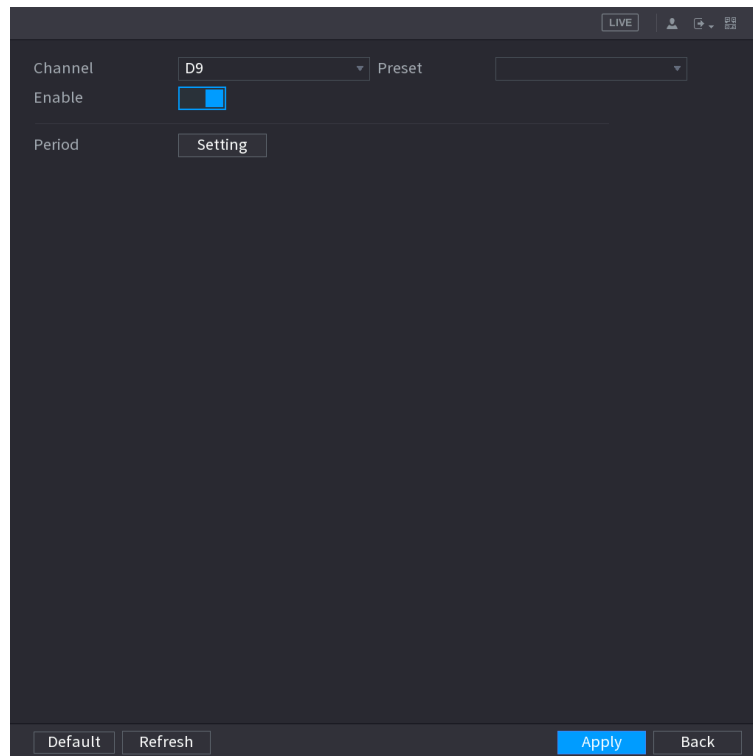 LIVE
Channel D9 Preset
Enable
Period Setting
Default Refresh Apply Back